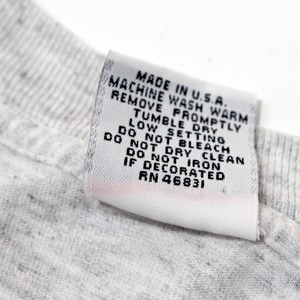 MADE IN U.S.A.
MACHINE WASH WARM
REMOVE PROMPTLY
TUMBLE DRY
LOW SETTING
DO NOT BLEACH
DO NOT DRY CLEAN
DO NOT IRON
IF DECORATED
RN 46831